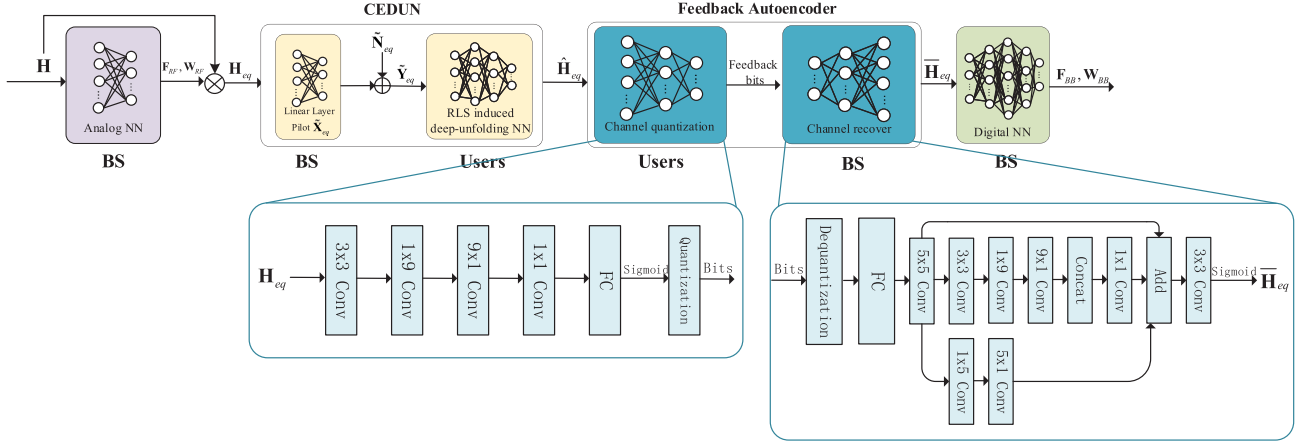 CEDUN
Feedback Autoencoder
H
Analog NN
BS
F_RF, W_RF
H_eq
Linear Layer
Pilot X̃_eq
BS
Ñ_eq
Ỹ_eq
RLS induced
deep-unfolding NN
Users
Ĥ_eq
Channel quantization
Users
Feedback
bits
Channel recover
BS
H̅_eq
Digital NN
BS
F_BB, W_BB
H_eq
3x3 Conv
1x9 Conv
9x1 Conv
1x1 Conv
FC
Sigmoid
Quantization
Bits
Bits
Dequantization
FC
5x5 Conv
3x3 Conv
1x9 Conv
9x1 Conv
Concat
1x1 Conv
Add
3x3 Conv
Sigmoid
H̅_eq
1x5 Conv
5x1 Conv